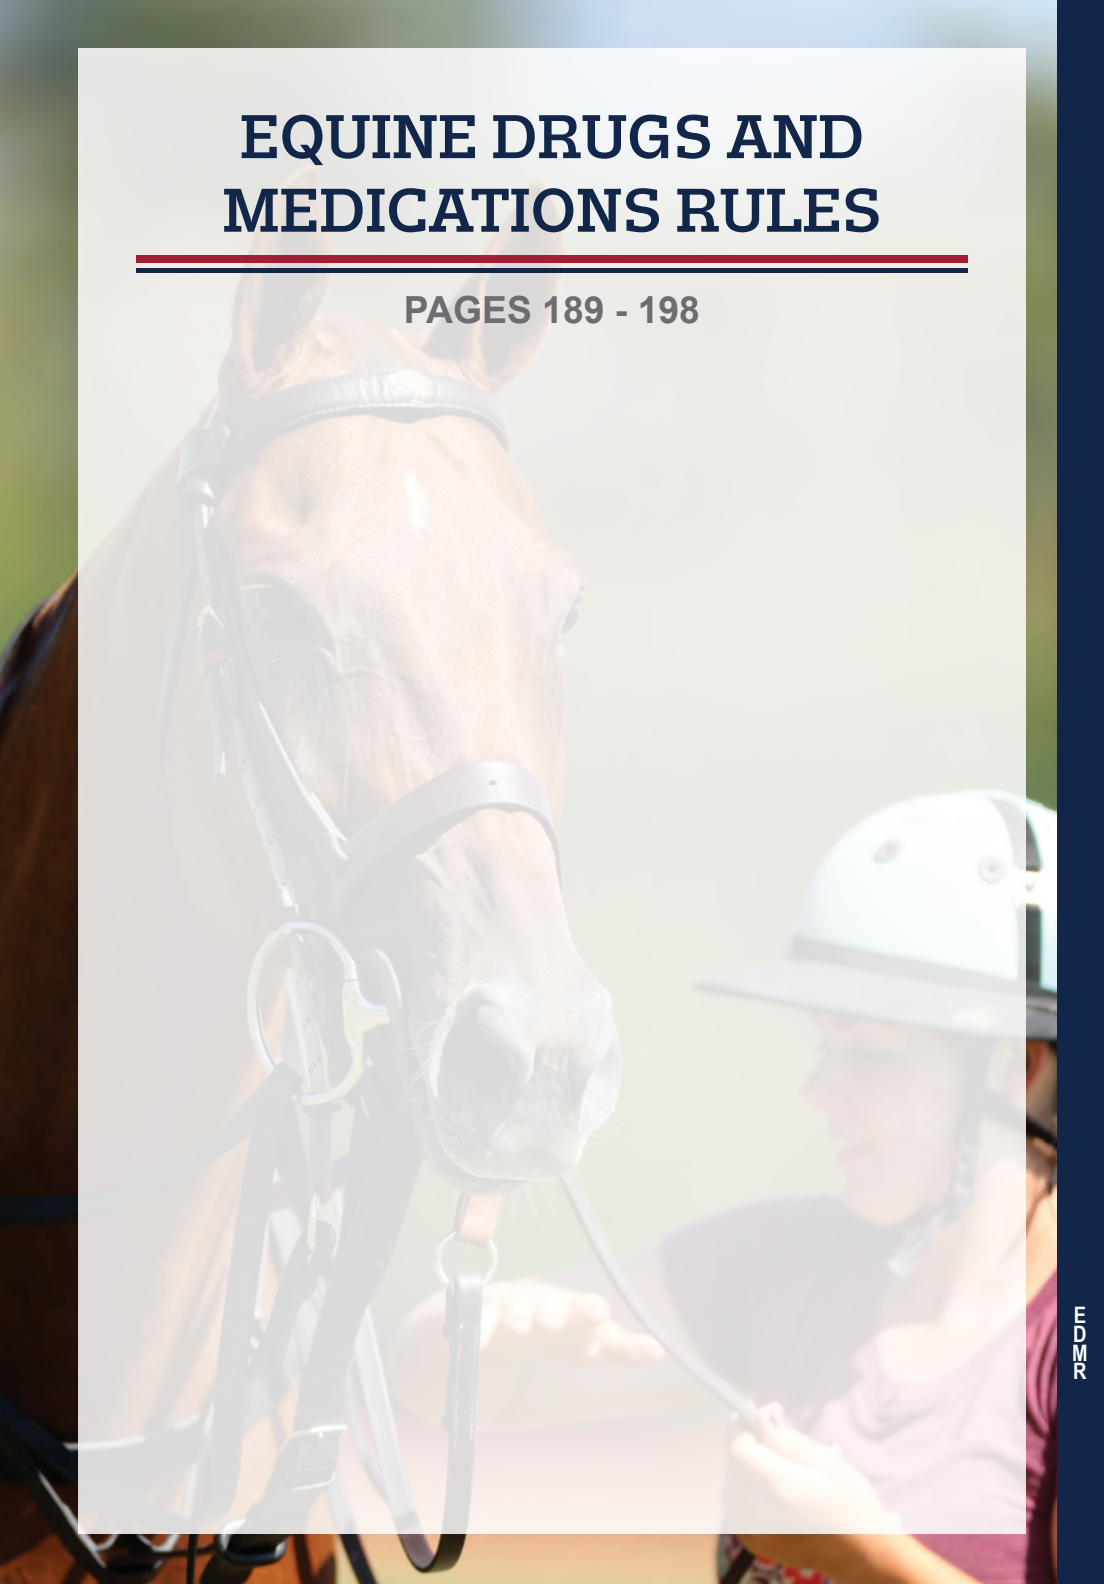 EQUINE DRUGS AND
MEDICATIONS RULES
PAGES 189 - 198
E
D
M
R